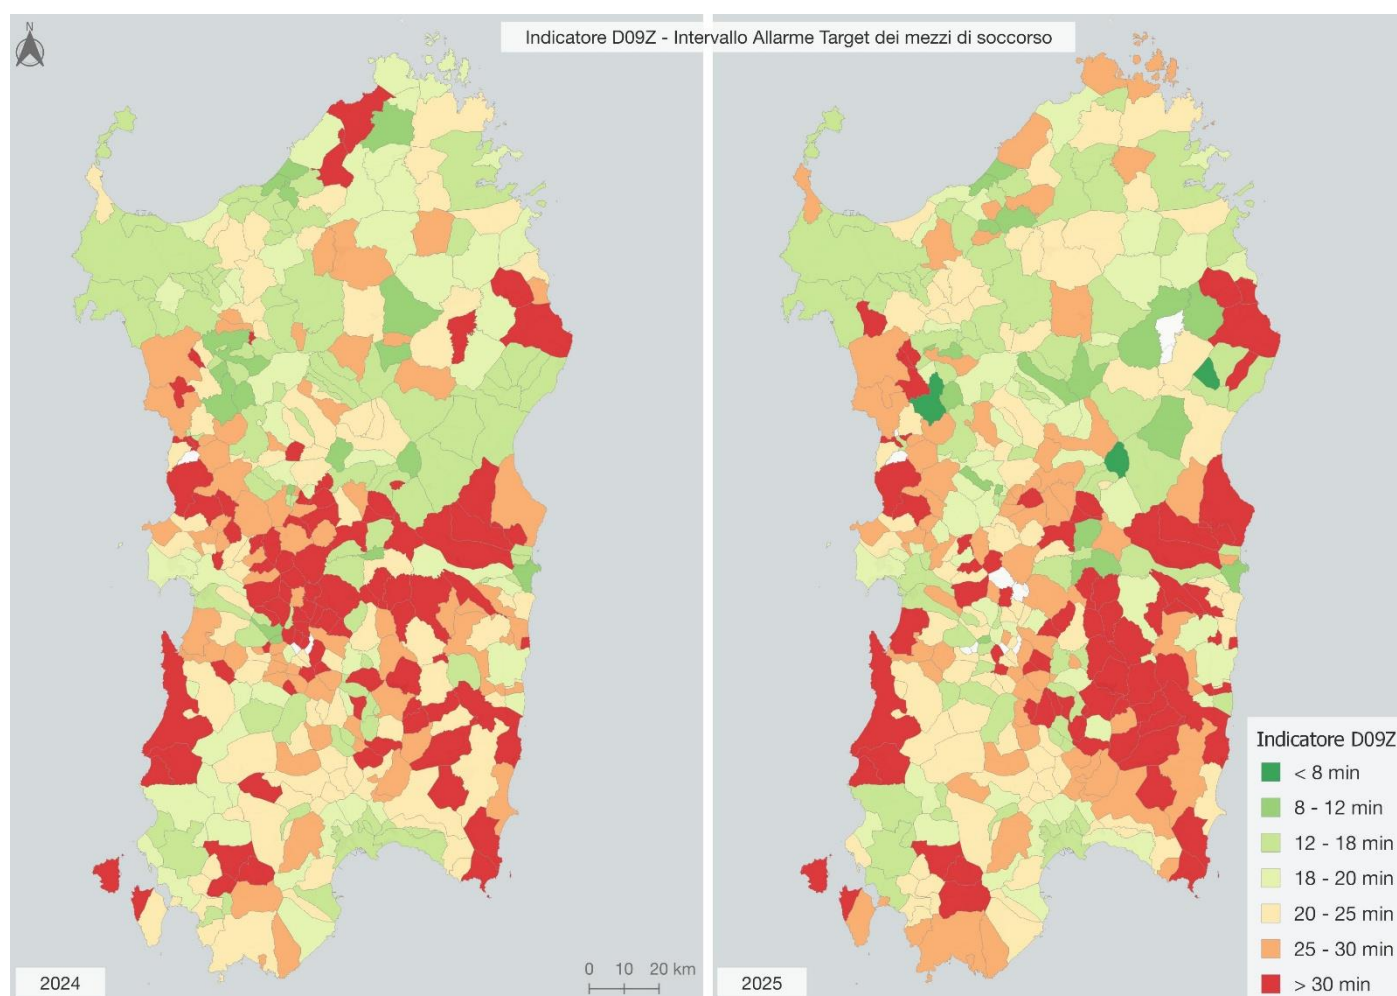 N
Indicatore D09Z - Intervallo Allarme Target dei mezzi di soccorso
2024
0 10 20 km
2025
Indicatore D09Z
< 8 min
8 - 12 min
12 - 18 min
18 - 20 min
20 - 25 min
25 - 30 min
> 30 min